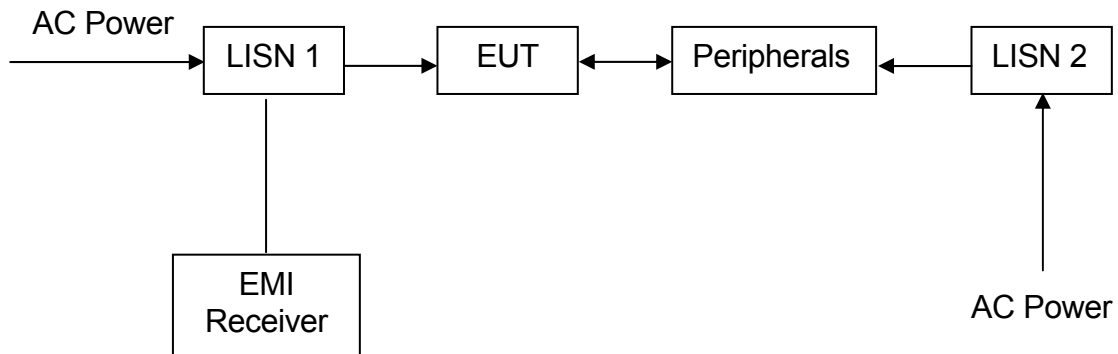 AC Power
LISN 1
EUT
Peripherals
LISN 2
EMI
Receiver
AC Power